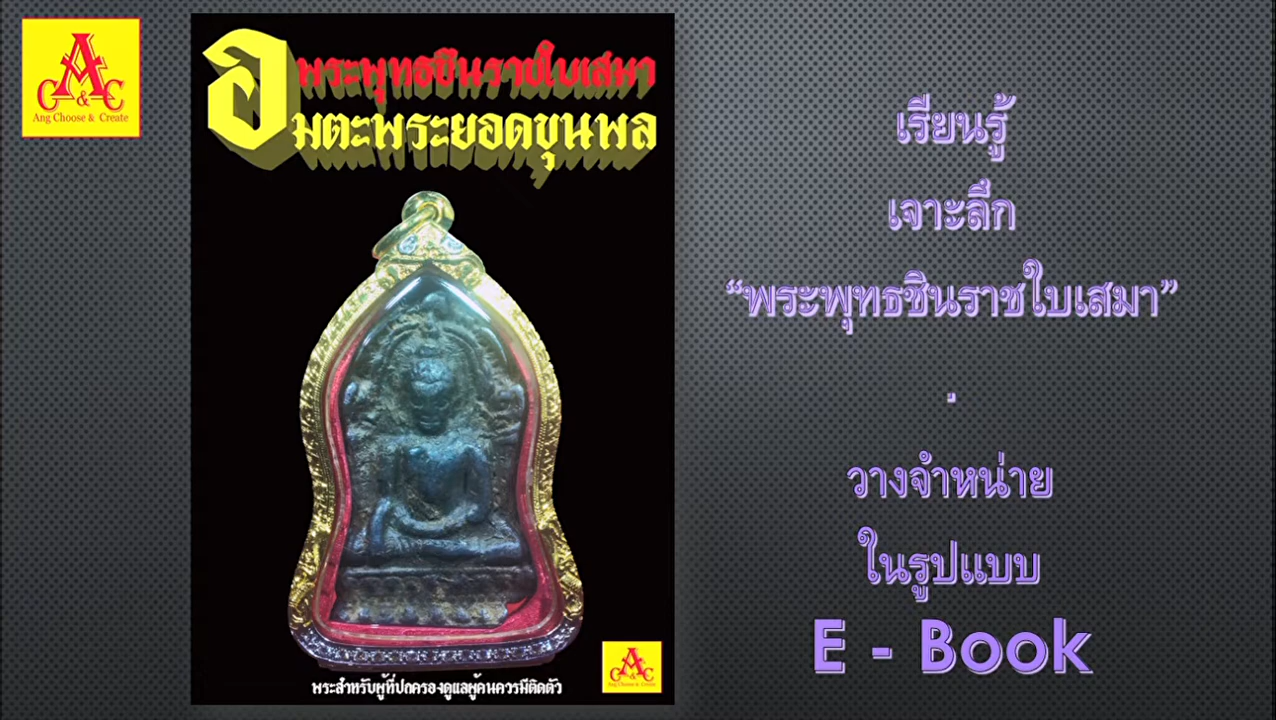 A
C & C
Ang Choose & Create
พระพุทธชินราชใบเสมา
อมตะพระยอดขุนพล
A
C & C
Ang Choose & Create
พระสำหรับผู้ที่ปกครองดูแลผู้คนควรมีติดตัว
เรียนรู้
เจาะลึก
“พระพุทธชินราชใบเสมา”
.
วางจำหน่าย
ในรูปแบบ
E - Book